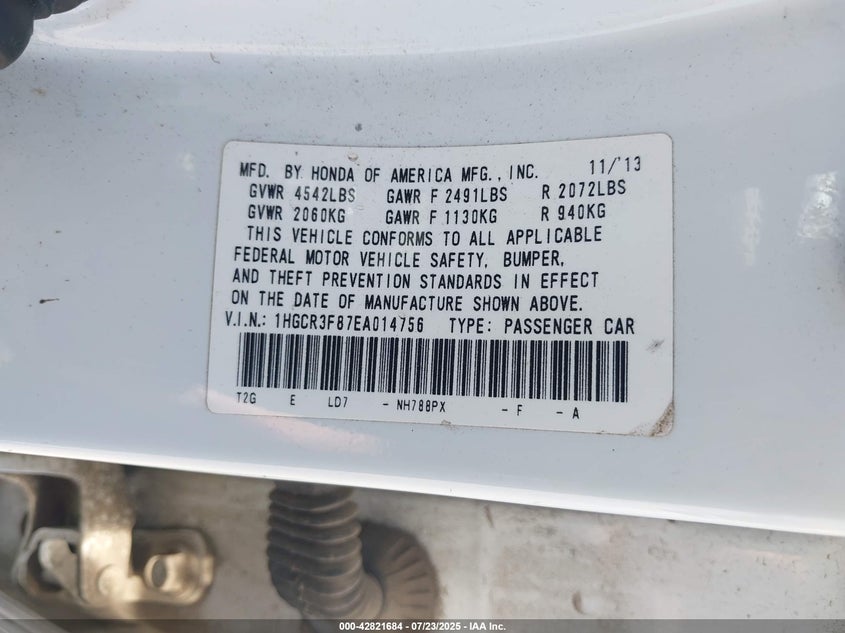 MFD. BY HONDA OF AMERICA MFG., INC. 11/'13
GVWR 4542LBS GAWR F 2491LBS R 2072LBS
GVWR 2060KG GAWR F 1130KG R 940KG
THIS VEHICLE CONFORMS TO ALL APPLICABLE
FEDERAL MOTOR VEHICLE SAFETY, BUMPER,
AND THEFT PREVENTION STANDARDS IN EFFECT
ON THE DATE OF MANUFACTURE SHOWN ABOVE.
V.I.N.: 1HGCR3F87EA014756 TYPE: PASSENGER CAR
T2G E LD7 - NH788PX - F - A
000-42821684 - 07/23/2025 - IAA Inc.